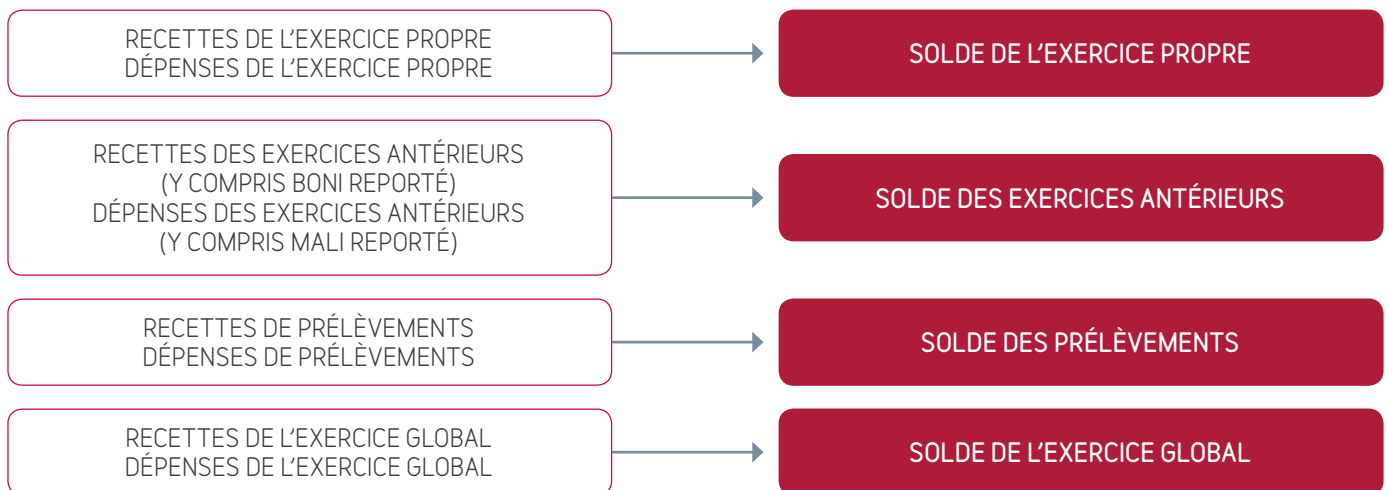 RECETTES DE L'EXERCICE PROPRE
DÉPENSES DE L'EXERCICE PROPRE
SOLDE DE L'EXERCICE PROPRE
RECETTES DES EXERCICES ANTÉRIEURS
(Y COMPRIS BONI REPORTÉ)
DÉPENSES DES EXERCICES ANTÉRIEURS
(Y COMPRIS MALI REPORTÉ)
SOLDE DES EXERCICES ANTÉRIEURS
RECETTES DE PRÉLÈVEMENTS
DÉPENSES DE PRÉLÈVEMENTS
SOLDE DES PRÉLÈVEMENTS
RECETTES DE L'EXERCICE GLOBAL
DÉPENSES DE L'EXERCICE GLOBAL
SOLDE DE L'EXERCICE GLOBAL